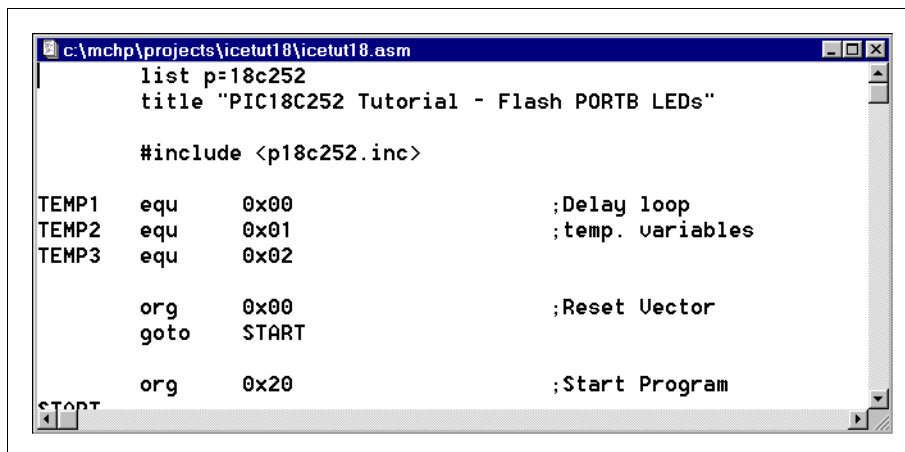 c:\mchp\projects\icetut18\icetut18.asm
list p=18c252
title "PIC18C252 Tutorial - Flash PORTB LEDs"
#include <p18c252.inc>
TEMP1 equ 0x00 ;Delay loop
TEMP2 equ 0x01 ;temp. variables
TEMP3 equ 0x02
org 0x00 ;Reset Vector
goto START
org 0x20 ;Start Program
START